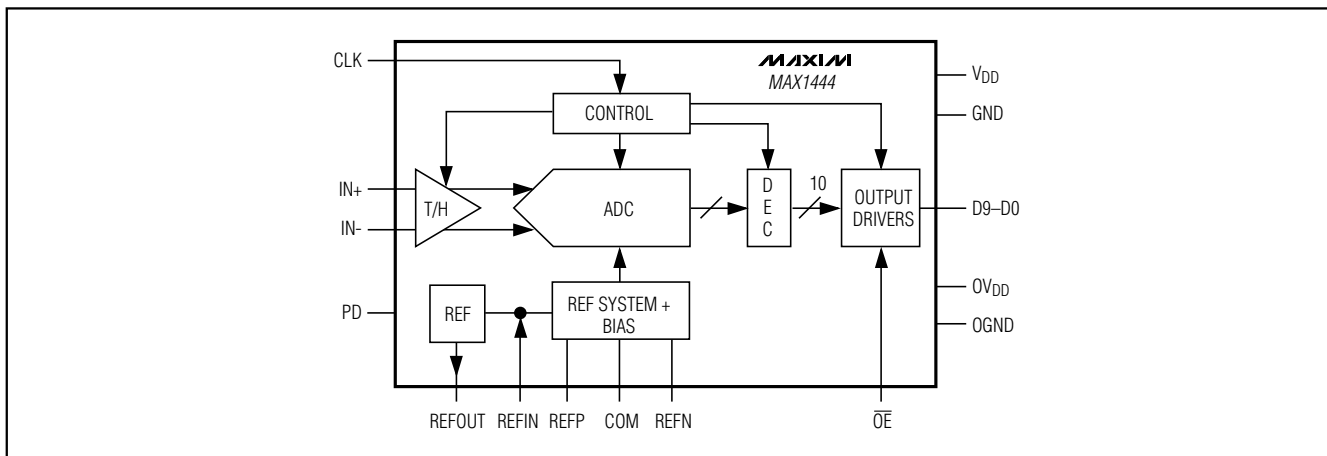 MAXIM
MAX1444
CLK
VDD
GND
CONTROL
IN+
IN-
T/H
ADC
DEC
10
OUTPUT
DRIVERS
D9–D0
PD
REF
REF SYSTEM +
BIAS
OVDD
OGND
REFOUT
REFIN
REFP
COM
REFN
OE